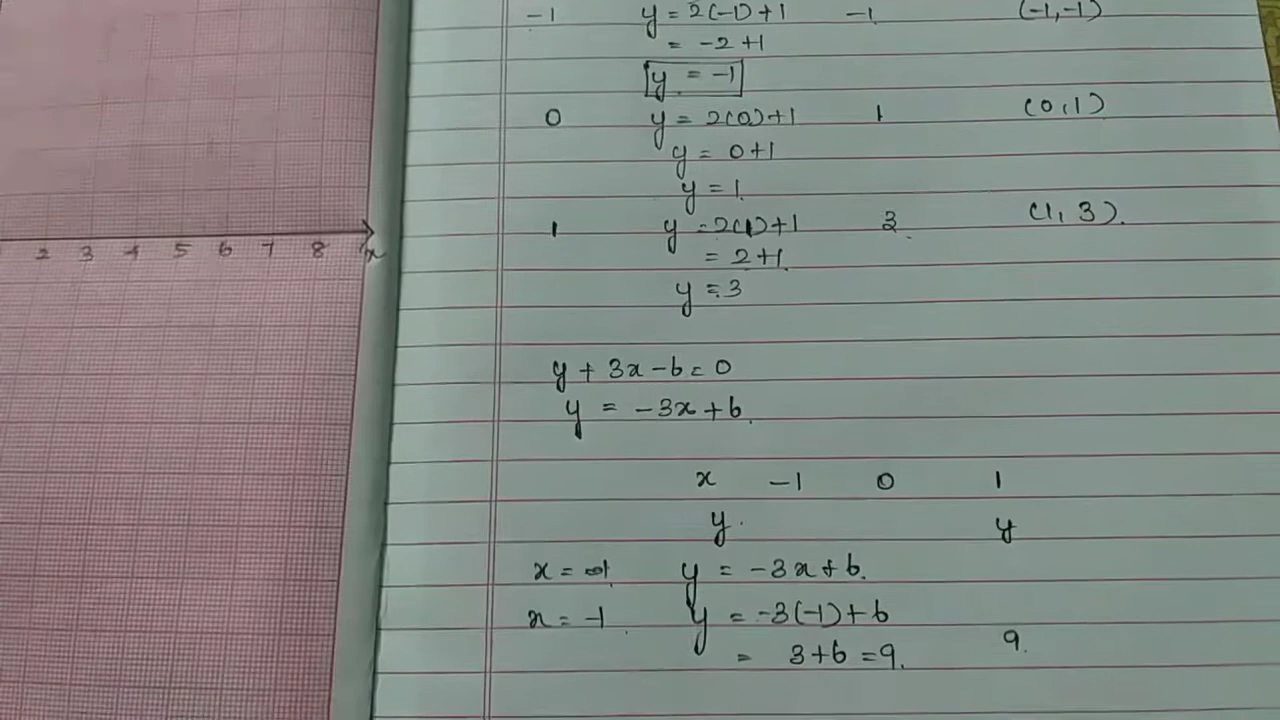 -1 y = 2(-1)+1 -1 (-1,-1)
= -2+1
y = -1
0 y = 2(0)+1 1 (0,1)
y = 0+1
y = 1
1 y = 2(1)+1 3 (1, 3).
= 2+1
y = 3
2 3 4 5 6 7 8 x
y + 3x - 6 = 0
y = -3x + 6
x -1 0 1
y y
x = y = -3x + 6.
x = -1 y = -3(-1) + 6
= 3+6 = 9. 9.